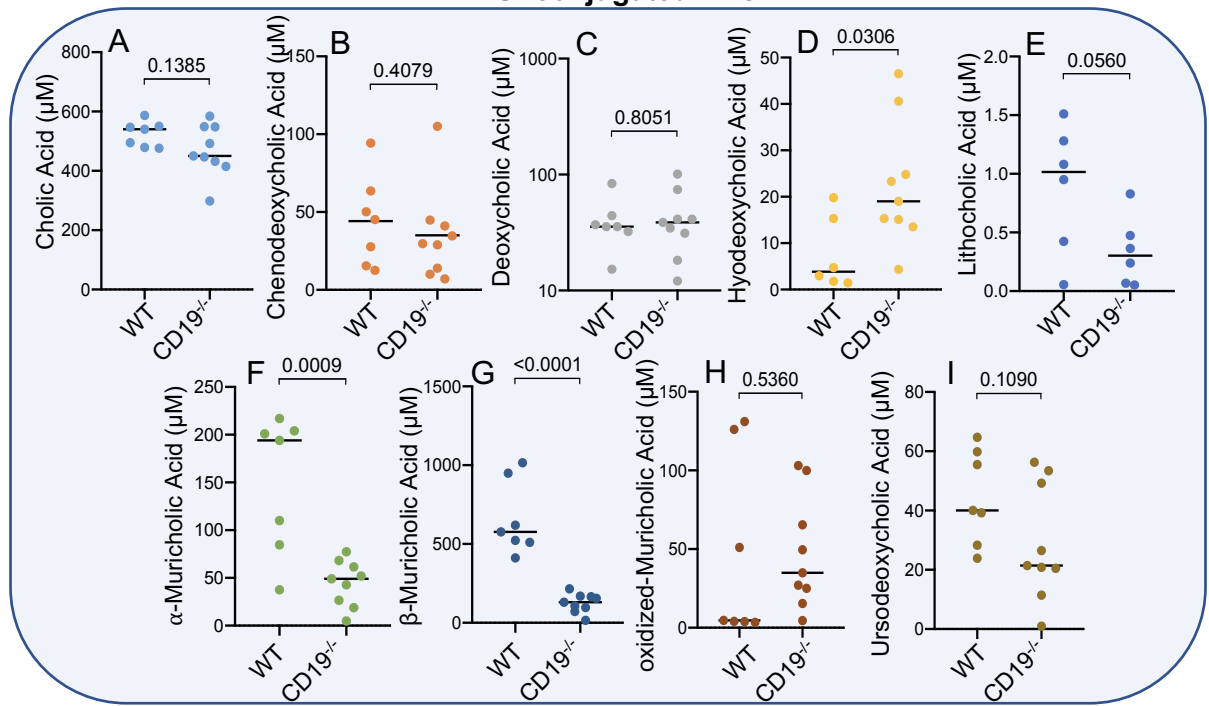 A
Cholic Acid (µM)
800
600
400
200
0
0.1385
WT
CD19-/-
B
Chenodeoxycholic Acid (µM)
150
100
50
0
0.4079
WT
CD19-/-
C
Deoxycholic Acid (µM)
1000
100
10
0.8051
WT
CD19-/-
D
Hyodeoxycholic Acid (µM)
50
40
30
20
10
0
0.0306
WT
CD19-/-
E
Lithocholic Acid (µM)
2.0
1.5
1.0
0.5
0.0
0.0560
WT
CD19-/-
F
α-Muricholic Acid (µM)
250
200
150
100
50
0
0.0009
WT
CD19-/-
G
β-Muricholic Acid (µM)
1500
1000
500
0
<0.0001
WT
CD19-/-
H
oxidized-Muricholic Acid (µM)
150
100
50
0
0.5360
WT
CD19-/-
I
Ursodeoxycholic Acid (µM)
80
60
40
20
0
0.1090
WT
CD19-/-